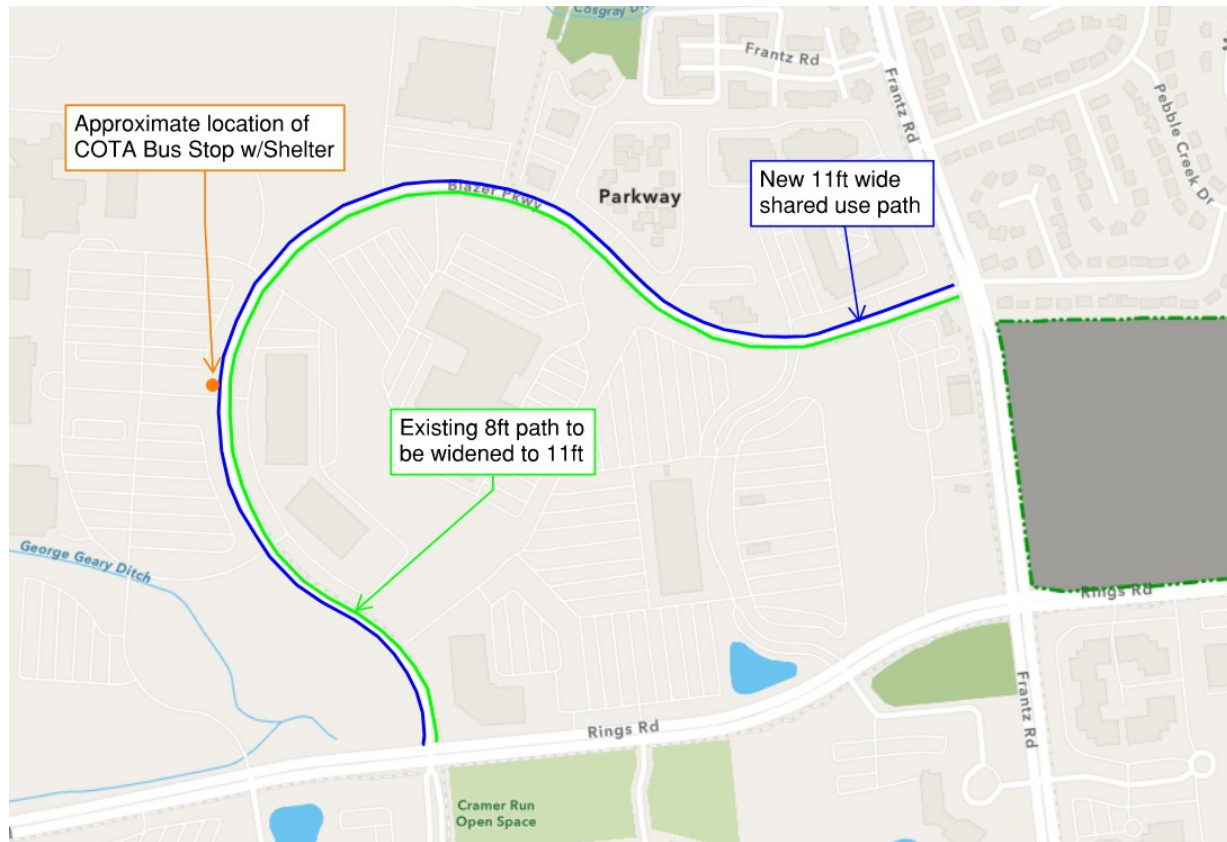 Cosgray Di
Frantz Rd
Frantz Rd
Pebble Creek Dr
Approximate location of
COTA Bus Stop w/Shelter
Blazer Pkwy
Parkway
New 11ft wide
shared use path
Existing 8ft path to
be widened to 11ft
George Geary Ditch
Rings Rd
Rings Rd
Frantz Rd
Cramer Run
Open Space